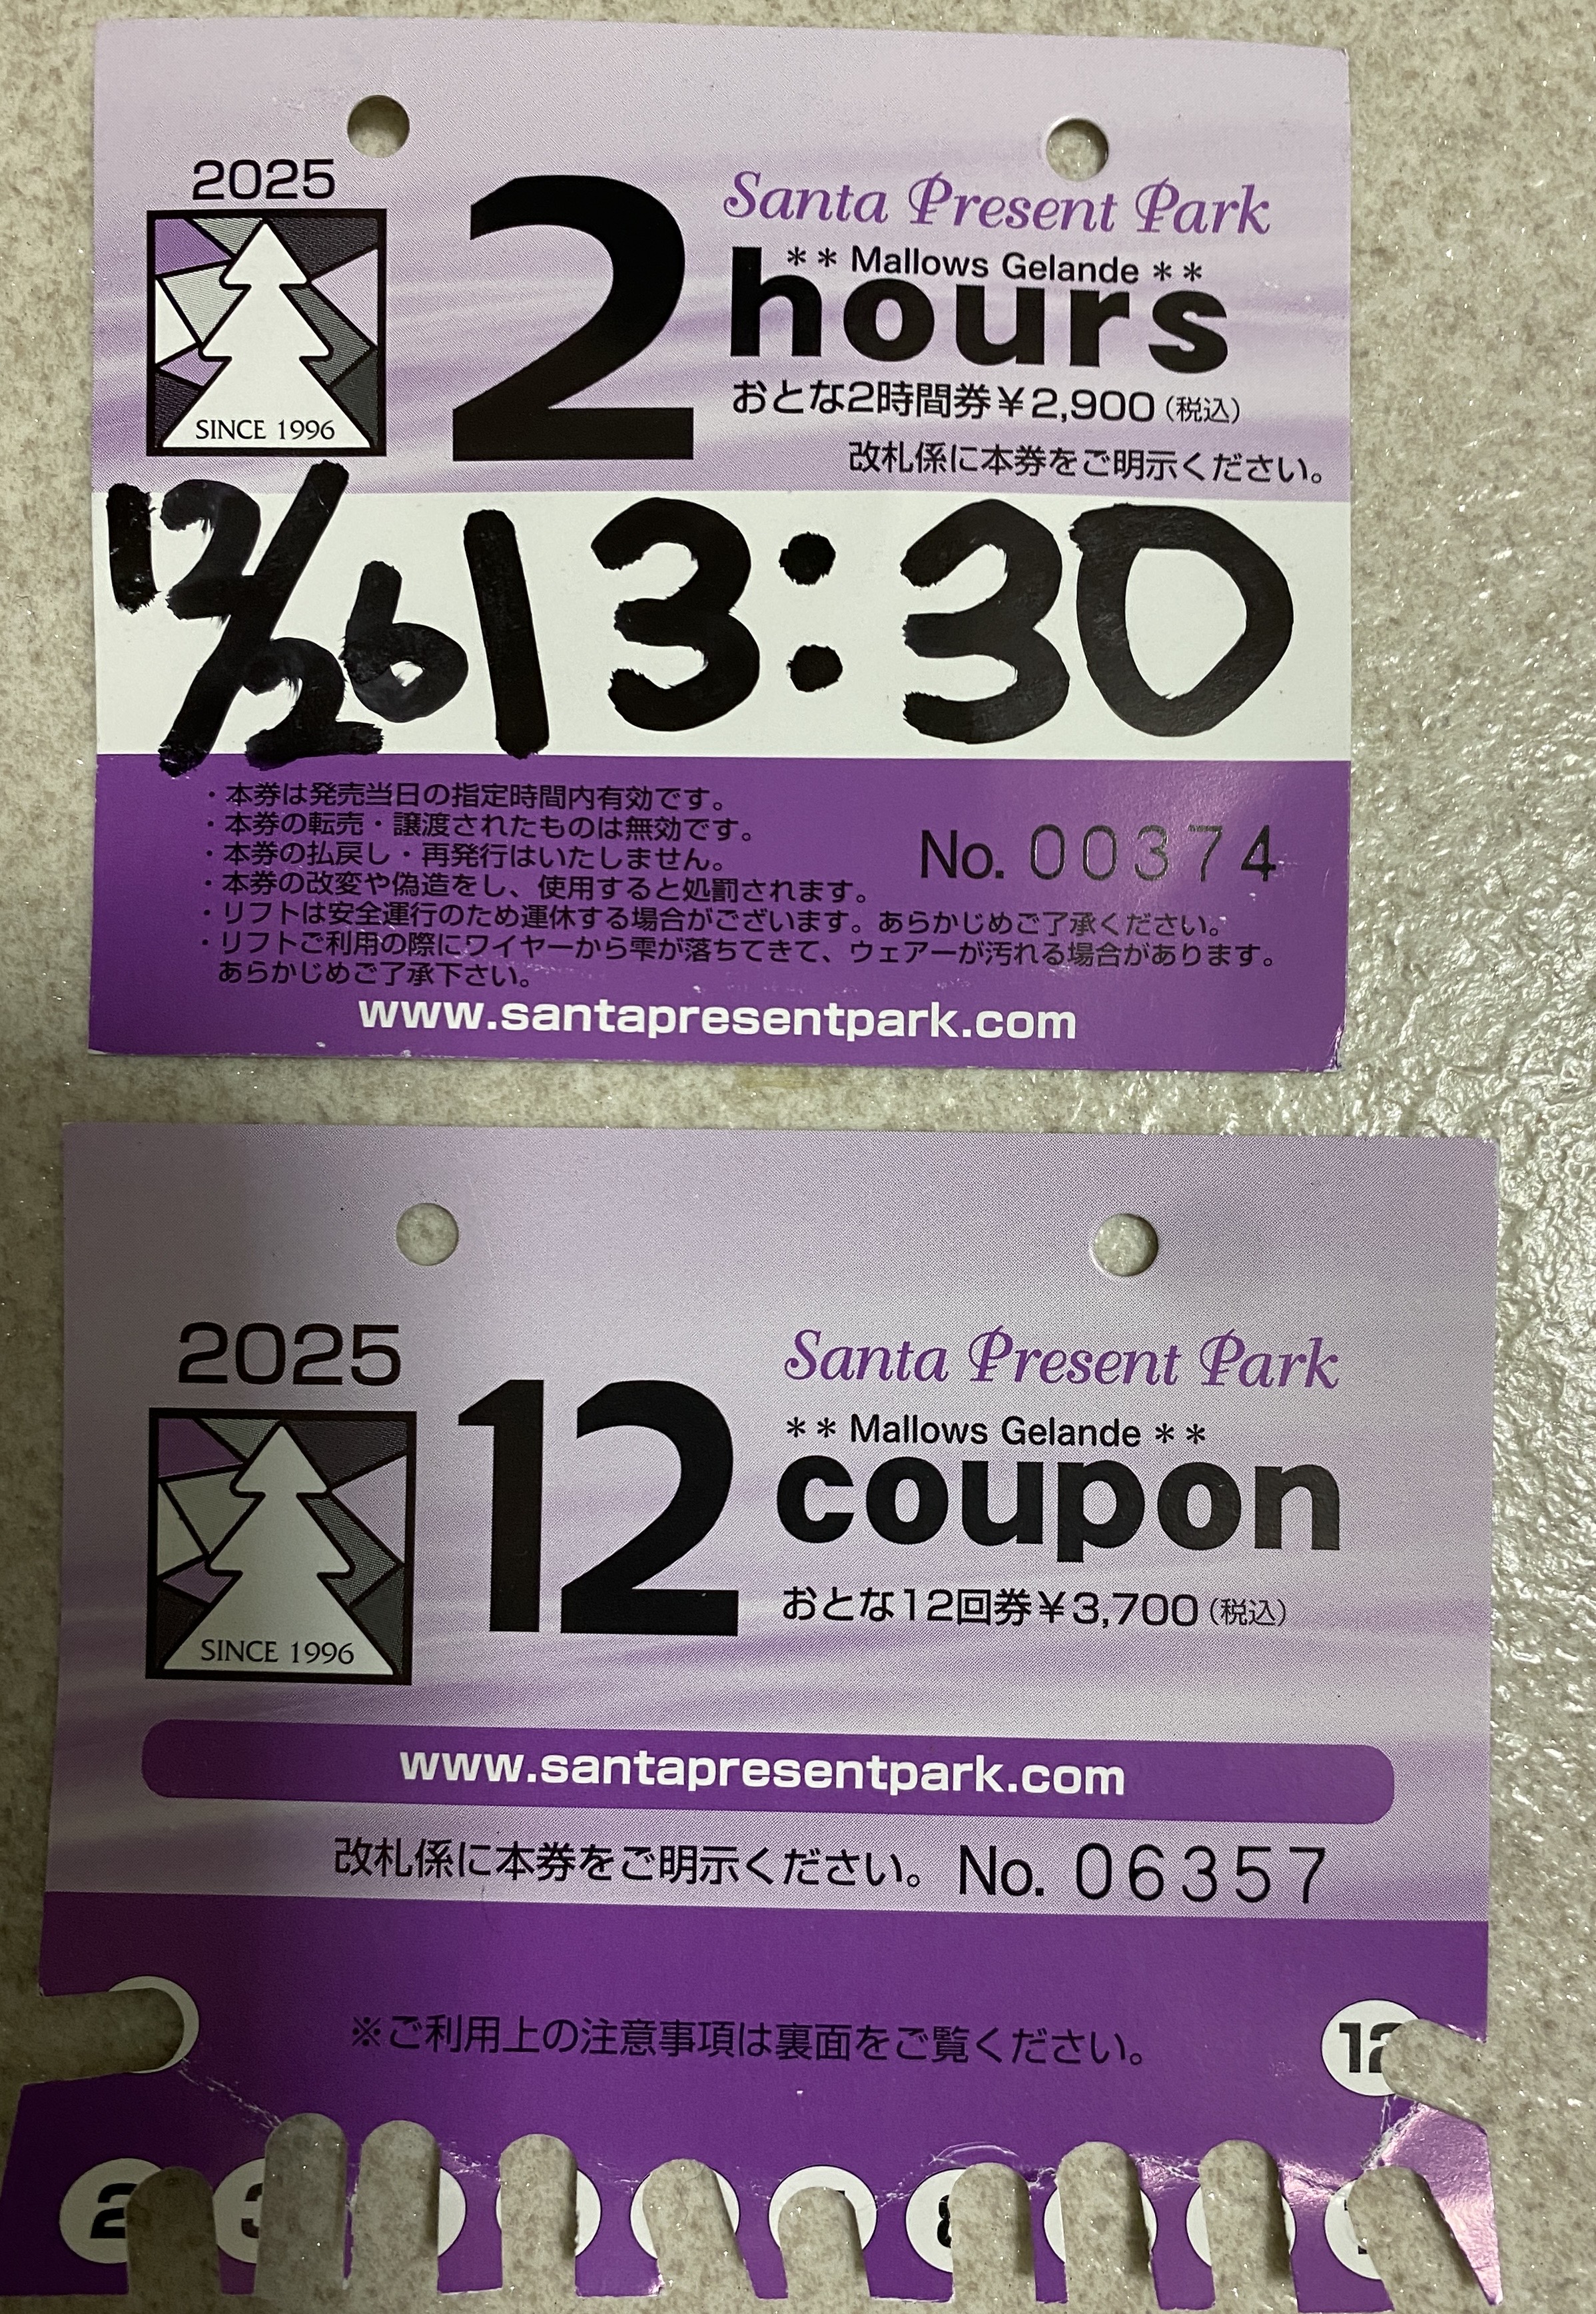 2025
SINCE 1996
2
Santa Present Park
** Mallows Gelande **
hours
おとな2時間券￥2,900(税込)
改札係に本券をご明示ください。
12/26 13:30
・本券は発売当日の指定時間内有効です。
・本券の転売・譲渡されたものは無効です。
・本券の払戻し・再発行はいたしません。
・本券の改変や偽造をし、使用すると処罰されます。
No. 00374
・リフトは安全運行のため運休する場合がございます。あらかじめご了承ください。
・リフトご利用の際にワイヤーから雫が落ちてきて、ウェアーが汚れる場合があります。
あらかじめご了承下さい。
www.santapresentpark.com
2025
SINCE 1996
12
Santa Present Park
** Mallows Gelande **
coupon
おとな12回券￥3,700(税込)
www.santapresentpark.com
改札係に本券をご明示ください。 No. 06357
※ご利用上の注意事項は裏面をご覧ください。
12
2 3 8